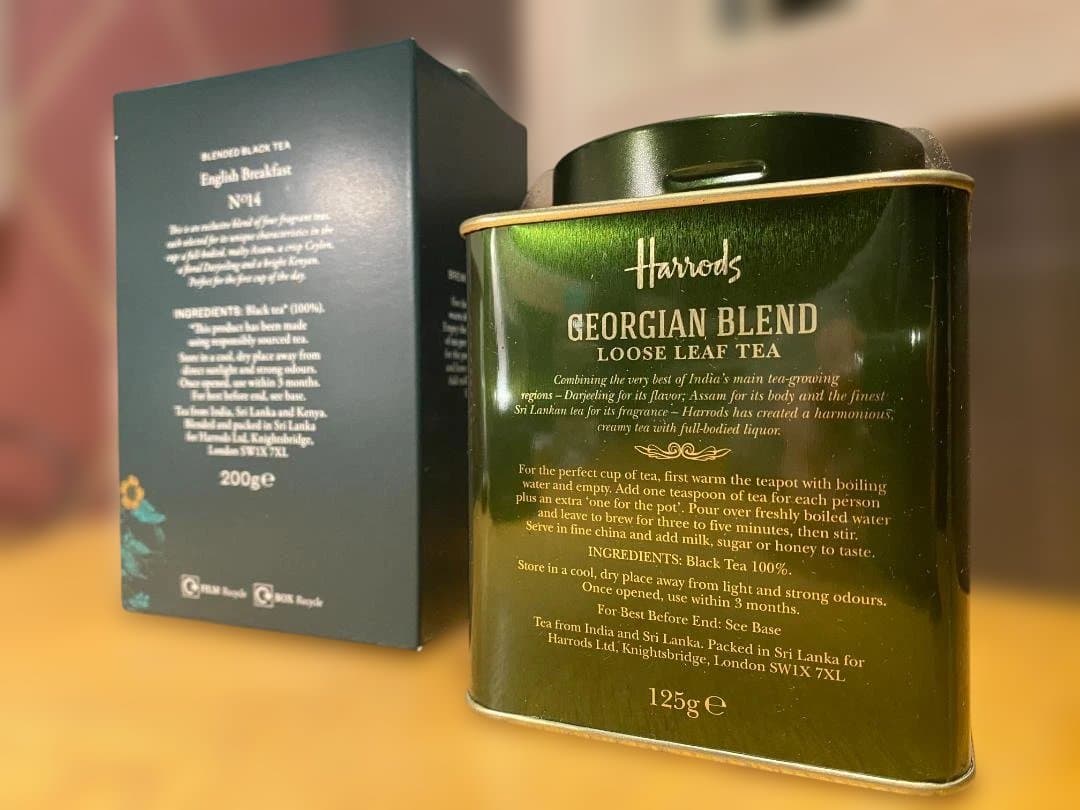 BLENDED BLACK TEA
English Breakfast
Nº14
This is an exclusive blend of four fragrant teas,
each selected for its unique characteristics in the
cup: a full-bodied, malty Assam, a crisp Ceylon,
a floral Darjeeling and a bright Kenyan.
Perfect for the first cup of the day.
INGREDIENTS: Black tea* (100%).
*This product has been made
using responsibly sourced tea.
Store in a cool, dry place away from
direct sunlight and strong odours.
Once opened, use within 3 months.
For best before end, see base.
Tea from India, Sri Lanka and Kenya.
Blended and packed in Sri Lanka
for Harrods Ltd, Knightsbridge,
London SW1X 7XL
200g℮
FILM Recycle BOX Recycle
Harrods
GEORGIAN BLEND
LOOSE LEAF TEA
Combining the very best of India's main tea-growing
regions – Darjeeling for its flavor; Assam for its body and the finest
Sri Lankan tea for its fragrance – Harrods has created a harmonious,
creamy tea with full-bodied liquor.
For the perfect cup of tea, first warm the teapot with boiling
water and empty. Add one teaspoon of tea for each person
plus an extra 'one for the pot'. Pour over freshly boiled water
and leave to brew for three to five minutes, then stir.
Serve in fine china and add milk, sugar or honey to taste.
INGREDIENTS: Black Tea 100%.
Store in a cool, dry place away from light and strong odours.
Once opened, use within 3 months.
For Best Before End: See Base
Tea from India and Sri Lanka. Packed in Sri Lanka for
Harrods Ltd, Knightsbridge, London SW1X 7XL
125g ℮